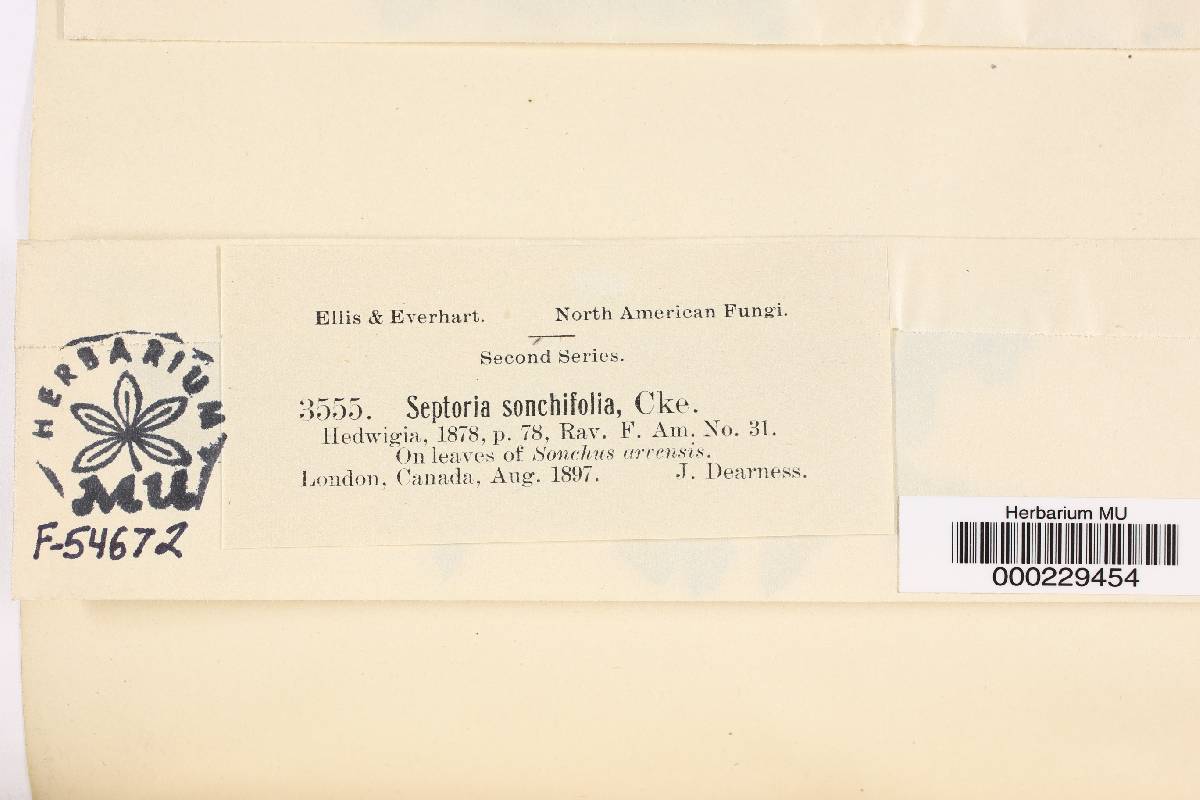 Ellis & Everhart. North American Fungi.
Second Series.
3555. Septoria sonchifolia, Cke.
Hedwigia, 1878, p. 78, Rav. F. Am. No. 31.
On leaves of Sonchus arvensis.
London, Canada, Aug. 1897. J. Dearness.
HERBARIUM
MU
F-54672
Herbarium MU
000229454